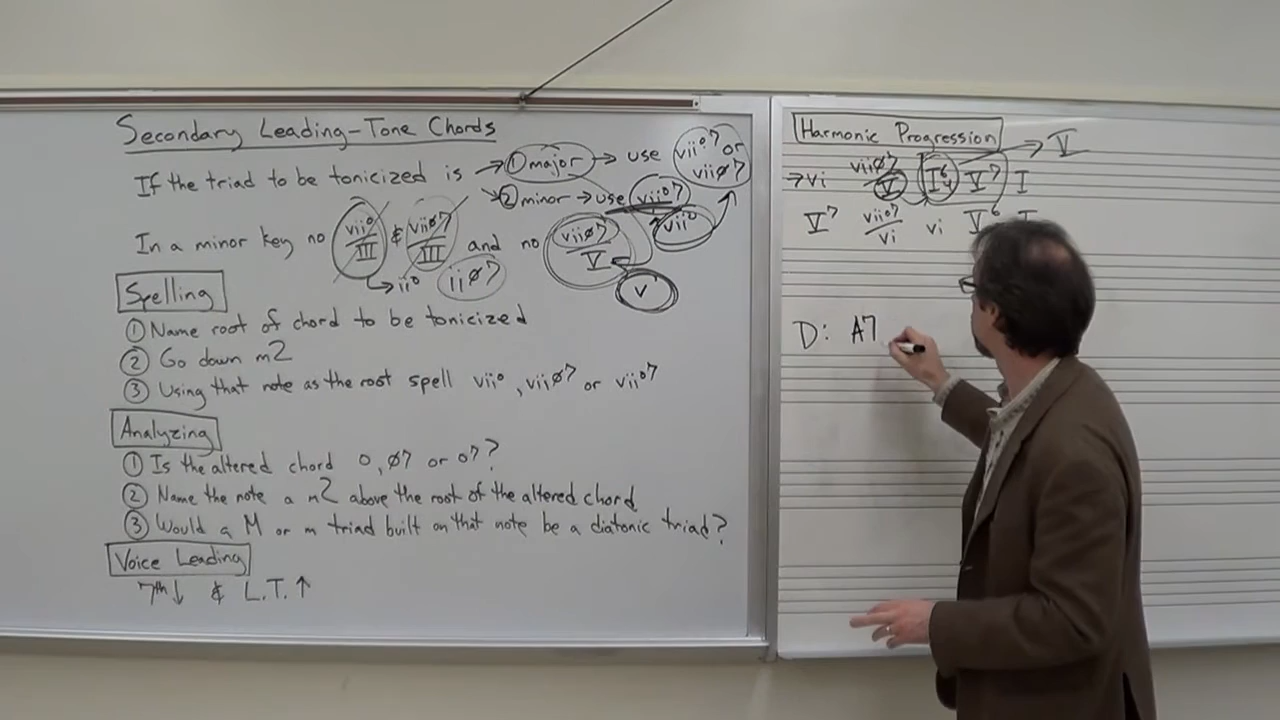 Secondary Leading-Tone Chords
If the triad to be tonicized is → ① major → use vii°7 or viiø7
② minor → use vii°7
vii°
In a minor key no vii°/III & viiø7/III and no viiø7/V
→ ii° iiø7 v
Spelling
① Name root of chord to be tonicized
② Go down m2
③ Using that note as the root spell vii°, viiø7 or vii°7
Analyzing
① Is the altered chord o, ø7 or o7?
② Name the note a m2 above the root of the altered chord
③ Would a M or m triad built on that note be a diatonic triad?
Voice Leading
7th↓ & L.T.↑
Harmonic Progression → V
→ vi viiø7/V I6/4 V7 I
V7 vii°7/vi vi V6 I
D: A7